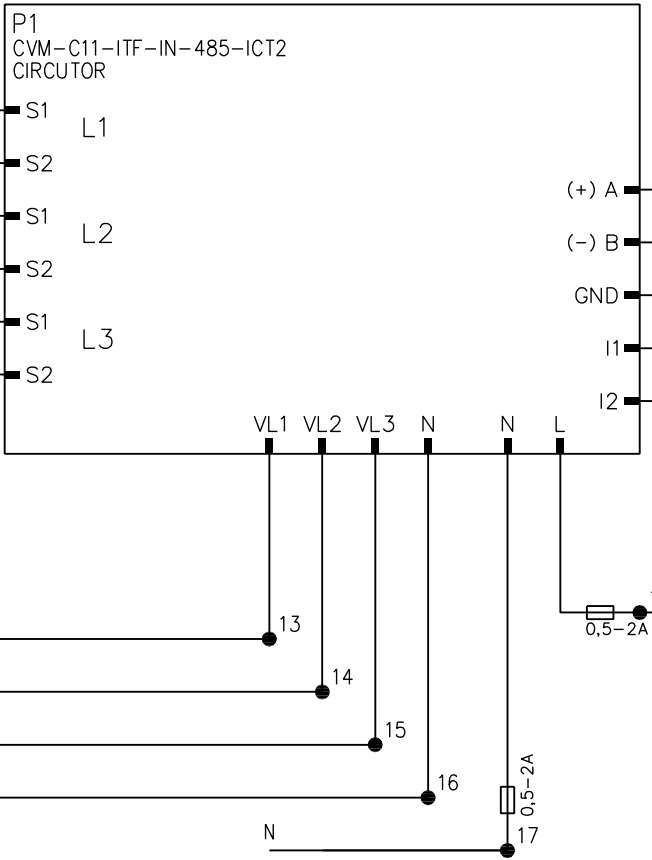 P1
CVM-C11-ITF-IN-485-ICT2
CIRCUTOR
S1
L1
S2
S1
L2
S2
S1
L3
S2
(+) A
(-) B
GND
I1
I2
VL1 VL2 VL3 N N L
13
0,5-2A
14
15
16
0,5-2A
N
17